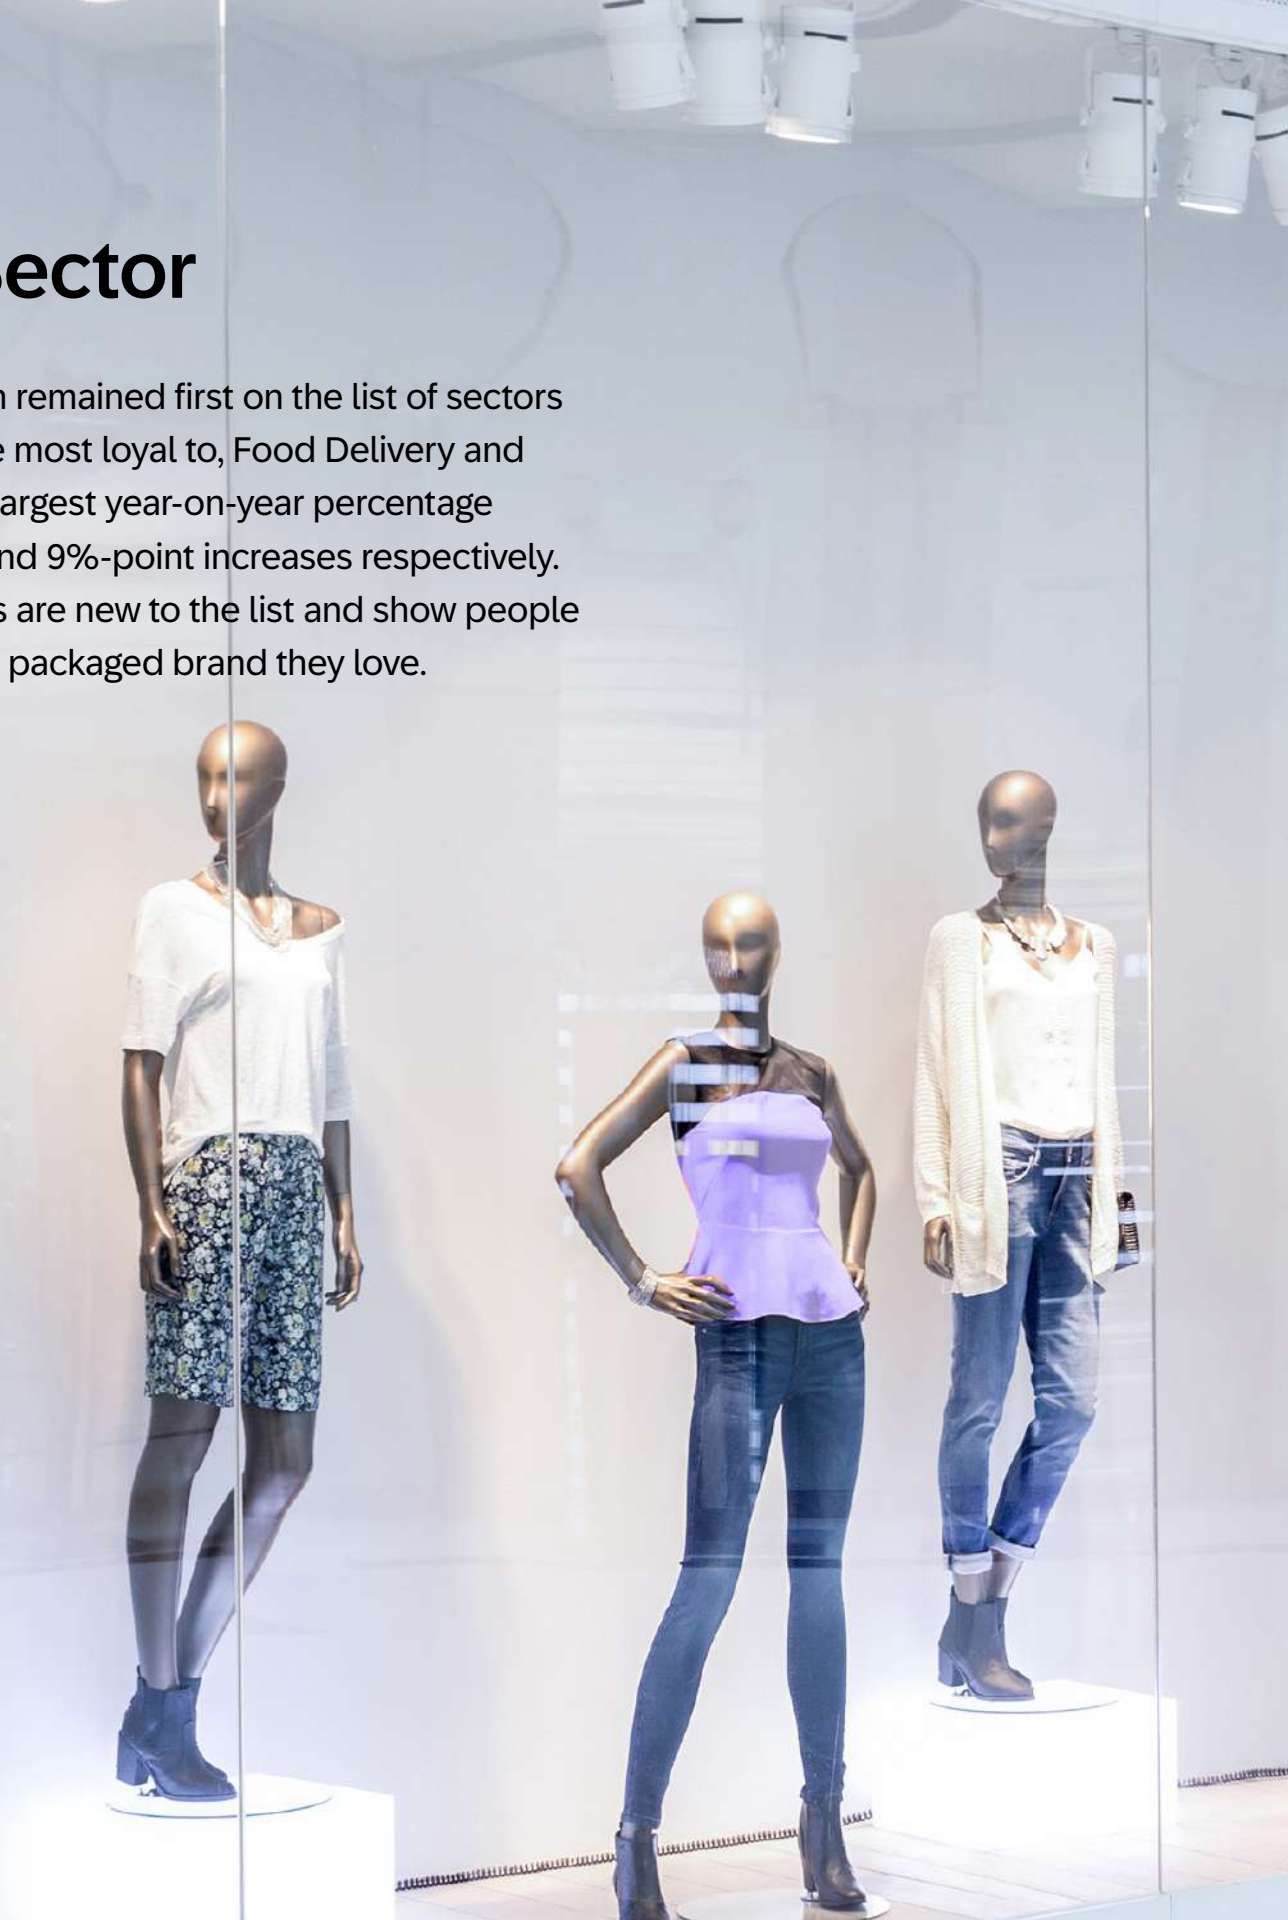 ector
remained first on the list of sectors
most loyal to, Food Delivery and
argest year-on-year percentage
nd 9%-point increases respectively.
s are new to the list and show people
packaged brand they love.